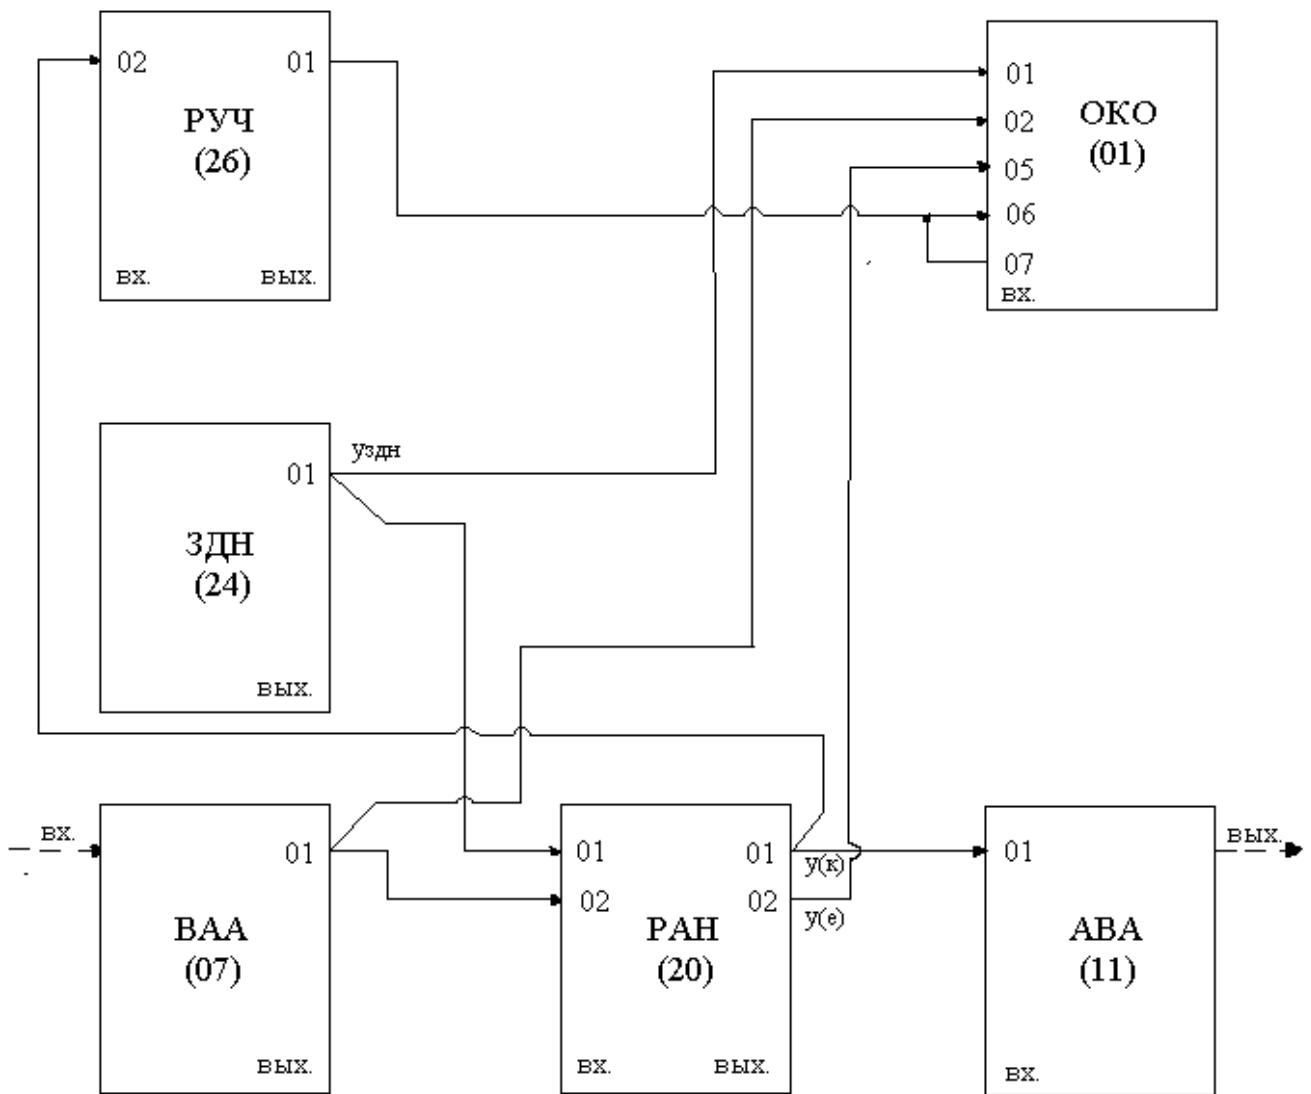 02 01
РУЧ
(26)
вх. вых.
01
02
05
06
07
ОКО
(01)
вх.
Узdн
01
ЗДН
(24)
вых.
вх.
01
ВАА
(07)
вых.
01 01
02 02
РАН
(20)
вх. вых.
у(к)
у(е)
01
АВА
(11)
вх.
вых.